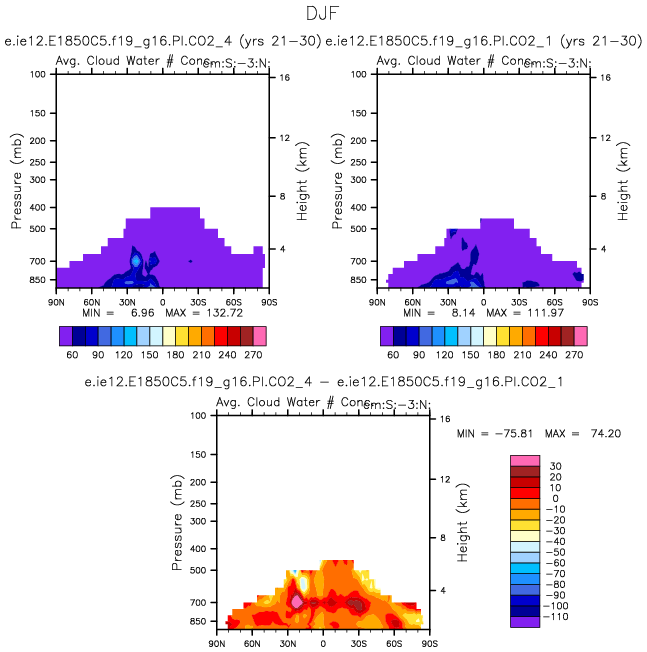 DJF
e.ie12.E1850C5.f19_g16.PI.CO2_4 (yrs 21-30) e.ie12.E1850C5.f19_g16.PI.CO2_1 (yrs 21-30)
Avg. Cloud Water # Conc. cm:S:-3:N: Avg. Cloud Water # Conc. cm:S:-3:N:
100 16 100 16
150 150
12 12
200 200
250 250
300 300
8 8
400 400
500 500
4 4
700 700
850 850
Pressure (mb) Height (km) Pressure (mb) Height (km)
90N 60N 30N 0 30S 60S 90S 90N 60N 30N 0 30S 60S 90S
MIN = 6.96 MAX = 132.72 MIN = 8.14 MAX = 111.97
60 90 120 150 180 210 240 270 60 90 120 150 180 210 240 270
e.ie12.E1850C5.f19_g16.PI.CO2_4 - e.ie12.E1850C5.f19_g16.PI.CO2_1
Avg. Cloud Water # Conc. cm:S:-3:N:
MIN = -75.81 MAX = 74.20
100 16
150
12
200
250
300
8
400
500
4
700
850
Pressure (mb) Height (km)
90N 60N 30N 0 30S 60S 90S
30
20
10
0
-10
-20
-30
-40
-50
-60
-70
-80
-90
-100
-110